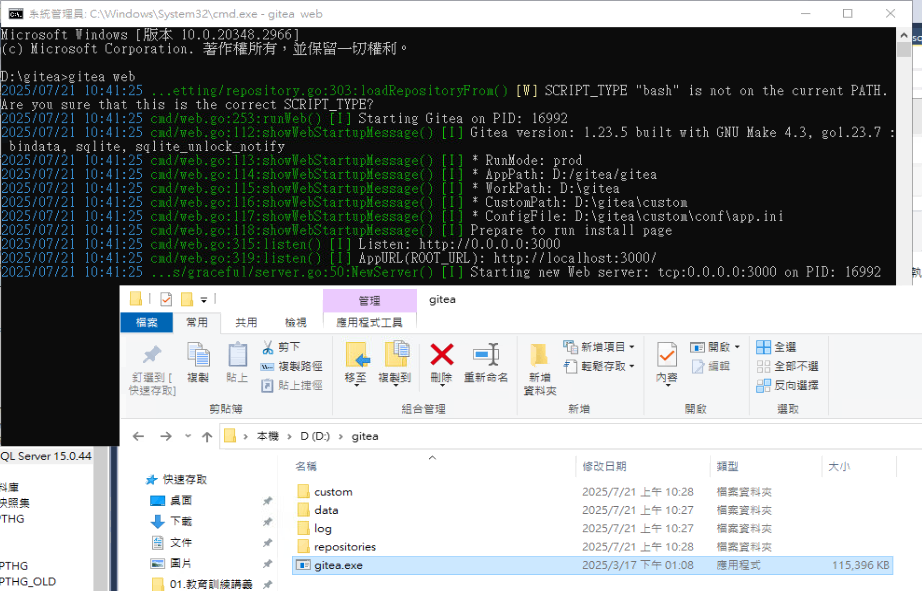 系統管理員: C:\Windows\System32\cmd.exe - gitea web
Microsoft Windows [版本 10.0.20348.2966]
(c) Microsoft Corporation. 著作權所有，並保留一切權利。
D:\gitea>gitea web
2025/07/21 10:41:25 ...etting/repository.go:303:loadRepositoryFrom() [W] SCRIPT_TYPE "bash" is not on the current PATH.
Are you sure that this is the correct SCRIPT_TYPE?
2025/07/21 10:41:25 cmd/web.go:253:runWeb() [I] Starting Gitea on PID: 16992
2025/07/21 10:41:25 cmd/web.go:112:showWebStartupMessage() [I] Gitea version: 1.23.5 built with GNU Make 4.3, go1.23.7 :
bindata, sqlite, sqlite_unlock_notify
2025/07/21 10:41:25 cmd/web.go:113:showWebStartupMessage() [I] * RunMode: prod
2025/07/21 10:41:25 cmd/web.go:114:showWebStartupMessage() [I] * AppPath: D:/gitea/gitea
2025/07/21 10:41:25 cmd/web.go:115:showWebStartupMessage() [I] * WorkPath: D:\gitea
2025/07/21 10:41:25 cmd/web.go:116:showWebStartupMessage() [I] * CustomPath: D:\gitea\custom
2025/07/21 10:41:25 cmd/web.go:117:showWebStartupMessage() [I] * ConfigFile: D:\gitea\custom\conf\app.ini
2025/07/21 10:41:25 cmd/web.go:118:showWebStartupMessage() [I] Prepare to run install page
2025/07/21 10:41:25 cmd/web.go:315:listen() [I] Listen: http://0.0.0.0:3000
2025/07/21 10:41:25 cmd/web.go:319:listen() [I] AppURL(ROOT_URL): http://localhost:3000/
2025/07/21 10:41:25 ...s/graceful/server.go:50:NewServer() [I] Starting new Web server: tcp:0.0.0.0:3000 on PID: 16992
管理 gitea
檔案 常用 共用 檢視 應用程式工具
釘選到 [快速存取] 複製 貼上 剪下 複製路徑 貼上捷徑
移至 複製到 刪除 重新命名
新增資料夾 新增項目 輕鬆存取
內容 開啟 編輯
全選 全部不選 反向選擇
剪貼簿 組合管理 新增 開啟 選取
本機 D (D:) gitea
名稱 修改日期 類型 大小
快速存取
桌面
下載
文件
圖片
01.教育訓練講義
custom 2025/7/21 上午 10:28 檔案資料夾
data 2025/7/21 上午 10:27 檔案資料夾
log 2025/7/21 上午 10:27 檔案資料夾
repositories 2025/7/21 上午 10:28 檔案資料夾
gitea.exe 2025/3/17 下午 01:08 應用程式 115,396 KB
QL Server 15.0.44
料庫
快照集
PTHG
PTHG
PTHG_OLD